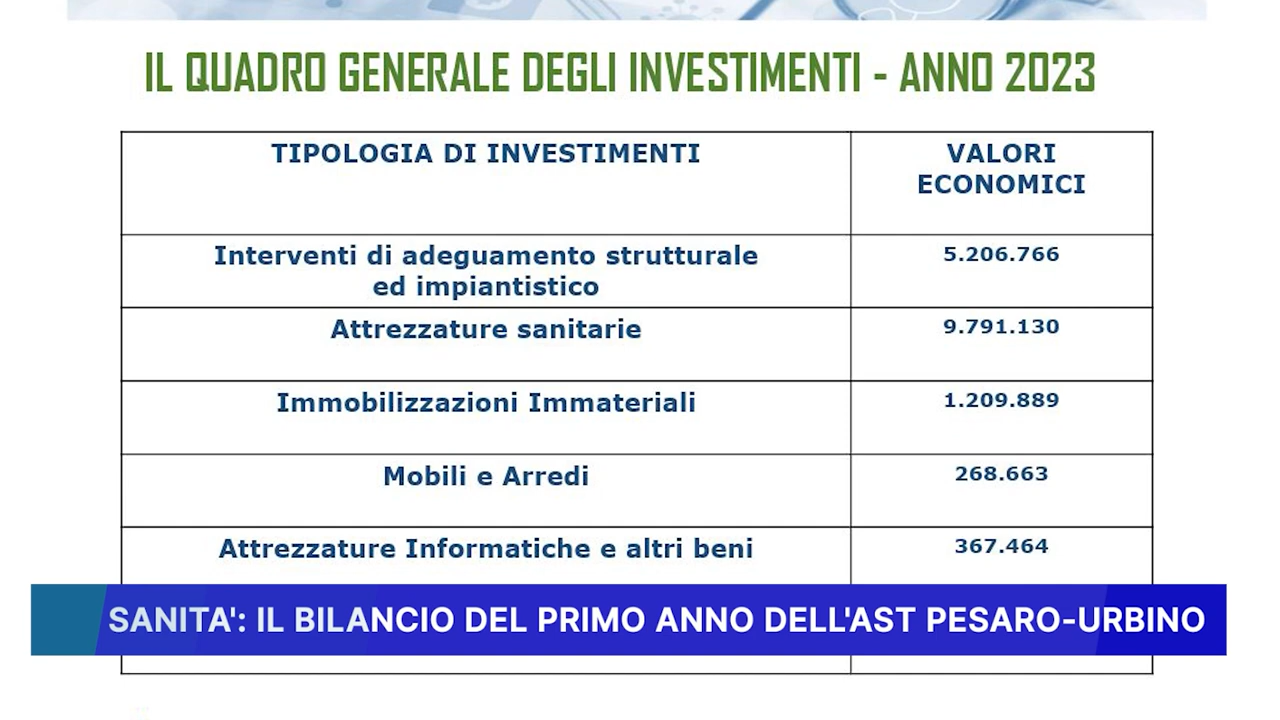 IL QUADRO GENERALE DEGLI INVESTIMENTI - ANNO 2023
TIPOLOGIA DI INVESTIMENTI
VALORI
ECONOMICI
Interventi di adeguamento strutturale
ed impiantistico
5.206.766
Attrezzature sanitarie
9.791.130
Immobilizzazioni Immateriali
1.209.889
Mobili e Arredi
268.663
Attrezzature Informatiche e altri beni
367.464
SANITA': IL BILANCIO DEL PRIMO ANNO DELL'AST PESARO-URBINO